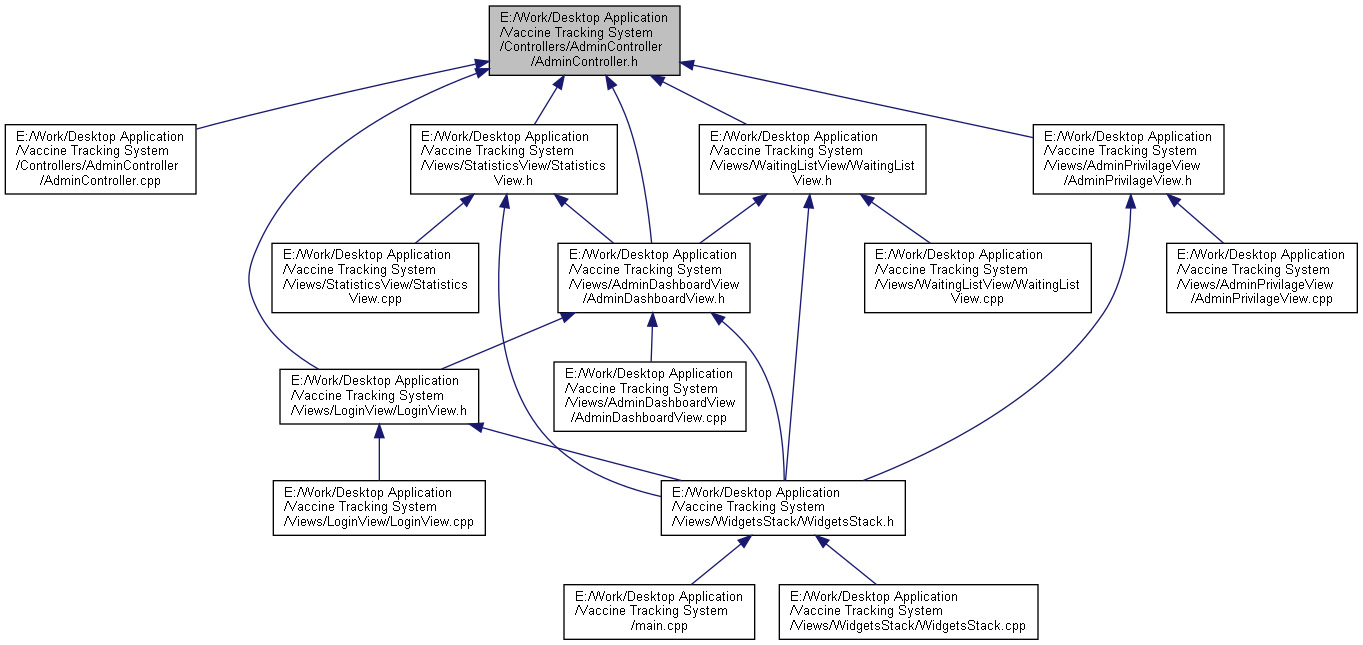 E:/Work/Desktop Application
/Vaccine Tracking System
/Controllers/AdminController
/AdminController.h
E:/Work/Desktop Application
/Vaccine Tracking System
/Controllers/AdminController
/AdminController.cpp
E:/Work/Desktop Application
/Vaccine Tracking System
/Views/StatisticsView/Statistics
View.h
E:/Work/Desktop Application
/Vaccine Tracking System
/Views/WaitingListView/WaitingList
View.h
E:/Work/Desktop Application
/Vaccine Tracking System
/Views/AdminPrivilageView
/AdminPrivilageView.h
E:/Work/Desktop Application
/Vaccine Tracking System
/Views/StatisticsView/Statistics
View.cpp
E:/Work/Desktop Application
/Vaccine Tracking System
/Views/AdminDashboardView
/AdminDashboardView.h
E:/Work/Desktop Application
/Vaccine Tracking System
/Views/WaitingListView/WaitingList
View.cpp
E:/Work/Desktop Application
/Vaccine Tracking System
/Views/AdminPrivilageView
/AdminPrivilageView.cpp
E:/Work/Desktop Application
/Vaccine Tracking System
/Views/LoginView/LoginView.h
E:/Work/Desktop Application
/Vaccine Tracking System
/Views/AdminDashboardView
/AdminDashboardView.cpp
E:/Work/Desktop Application
/Vaccine Tracking System
/Views/LoginView/LoginView.cpp
E:/Work/Desktop Application
/Vaccine Tracking System
/Views/WidgetsStack/WidgetsStack.h
E:/Work/Desktop Application
/Vaccine Tracking System
/main.cpp
E:/Work/Desktop Application
/Vaccine Tracking System
/Views/WidgetsStack/WidgetsStack.cpp